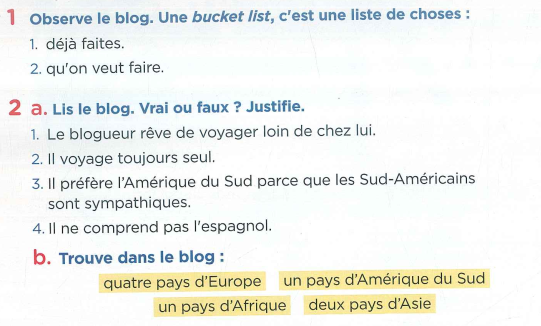 1 Observe le blog. Une bucket list, c'est une liste de choses :
1. déjà faites.
2. qu'on veut faire.
2 a. Lis le blog. Vrai ou faux ? Justifie.
1. Le blogueur rêve de voyager loin de chez lui.
2. Il voyage toujours seul.
3. Il préfère l'Amérique du Sud parce que les Sud-Américains
sont sympathiques.
4. Il ne comprend pas l'espagnol.
b. Trouve dans le blog :
quatre pays d'Europe un pays d'Amérique du Sud
un pays d'Afrique deux pays d'Asie